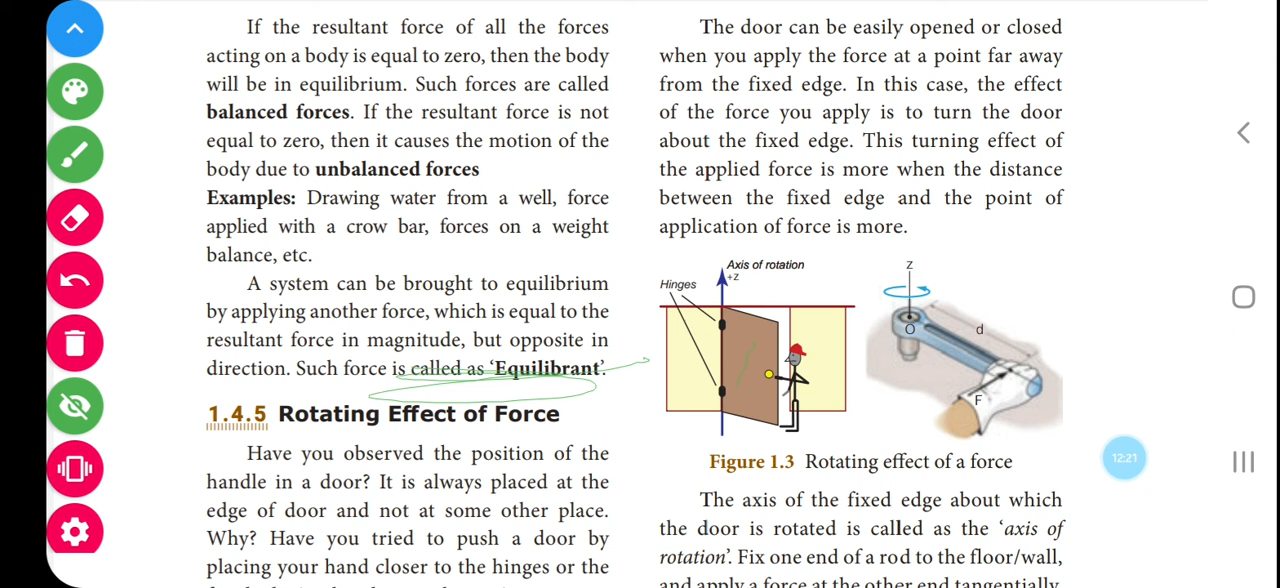 If the resultant force of all the forces
acting on a body is equal to zero, then the body
will be in equilibrium. Such forces are called
balanced forces. If the resultant force is not
equal to zero, then it causes the motion of the
body due to unbalanced forces
Examples: Drawing water from a well, force
applied with a crow bar, forces on a weight
balance, etc.
A system can be brought to equilibrium
by applying another force, which is equal to the
resultant force in magnitude, but opposite in
direction. Such force is called as ‘Equilibrant’.
1.4.5 Rotating Effect of Force
Have you observed the position of the
handle in a door? It is always placed at the
edge of door and not at some other place.
Why? Have you tried to push a door by
placing your hand closer to the hinges or the
The door can be easily opened or closed
when you apply the force at a point far away
from the fixed edge. In this case, the effect
of the force you apply is to turn the door
about the fixed edge. This turning effect of
the applied force is more when the distance
between the fixed edge and the point of
application of force is more.
Axis of rotation
+Z
Hinges
Z
O
d
F
Figure 1.3 Rotating effect of a force
The axis of the fixed edge about which
the door is rotated is called as the ‘axis of
rotation’. Fix one end of a rod to the floor/wall,
and apply a force at the other end tangentially.
12:21